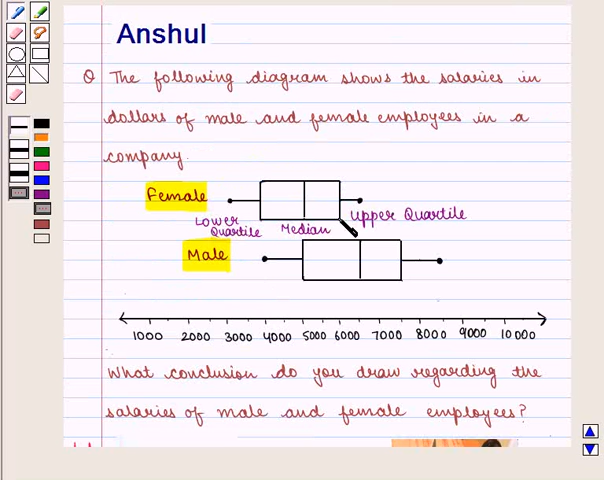 Anshul
Q The following diagram shows the salaries in
dollars of male and female employees in a
company.
Female
Lower
Quartile
Median
Upper Quartile
Male
1000 2000 3000 4000 5000 6000 7000 8000 9000 10000
What conclusion do you draw regarding the
salaries of male and female employees?